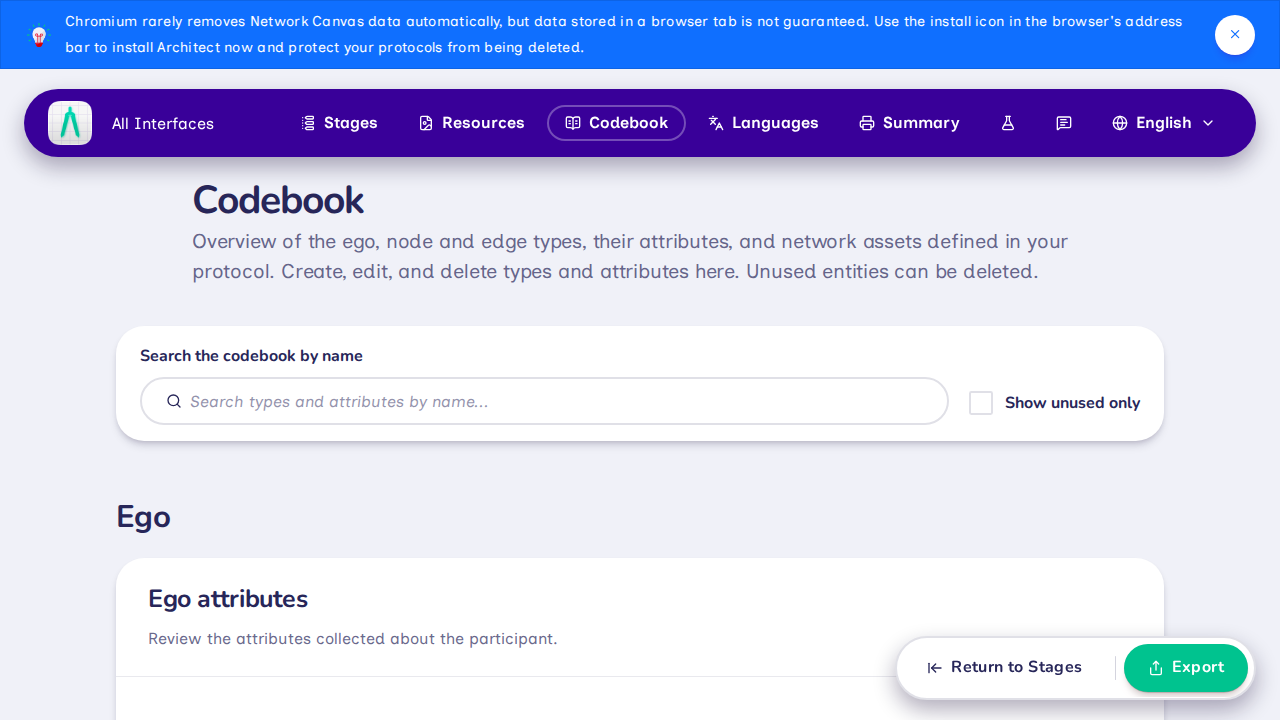 Chromium rarely removes Network Canvas data automatically, but data stored in a browser tab is not guaranteed. Use the install icon in the browser's address
bar to install Architect now and protect your protocols from being deleted.
All Interfaces
Stages
Resources
Codebook
Languages
Summary
English
Codebook
Overview of the ego, node and edge types, their attributes, and network assets defined in your
protocol. Create, edit, and delete types and attributes here. Unused entities can be deleted.
Search the codebook by name
Search types and attributes by name...
Show unused only
Ego
Ego attributes
Review the attributes collected about the participant.
Return to Stages
Export